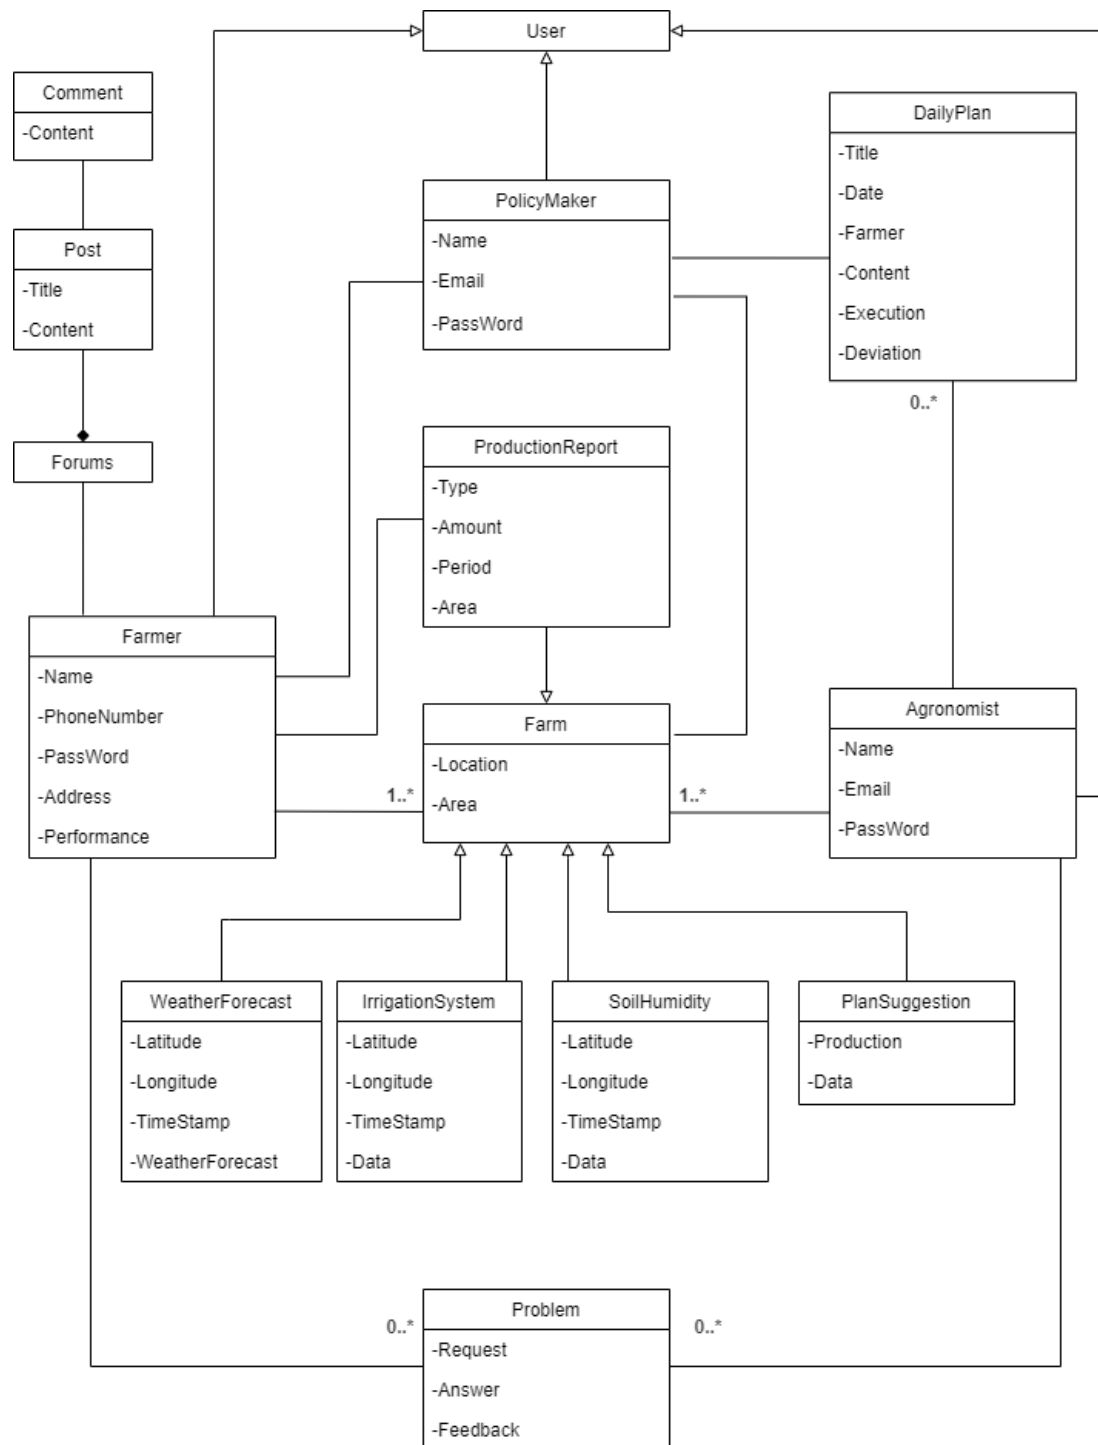 User
Comment
-Content
DailyPlan
-Title
-Date
-Farmer
-Content
-Execution
-Deviation
0..*
PolicyMaker
-Name
-Email
-PassWord
Post
-Title
-Content
Forums
ProductionReport
-Type
-Amount
-Period
-Area
Farmer
-Name
-PhoneNumber
-PassWord
-Address
-Performance
1..*
Farm
-Location
-Area
1..*
Agronomist
-Name
-Email
-PassWord
WeatherForecast
-Latitude
-Longitude
-TimeStamp
-WeatherForecast
IrrigationSystem
-Latitude
-Longitude
-TimeStamp
-Data
SoilHumidity
-Latitude
-Longitude
-TimeStamp
-Data
PlanSuggestion
-Production
-Data
0..*
Problem
-Request
-Answer
-Feedback
0..*